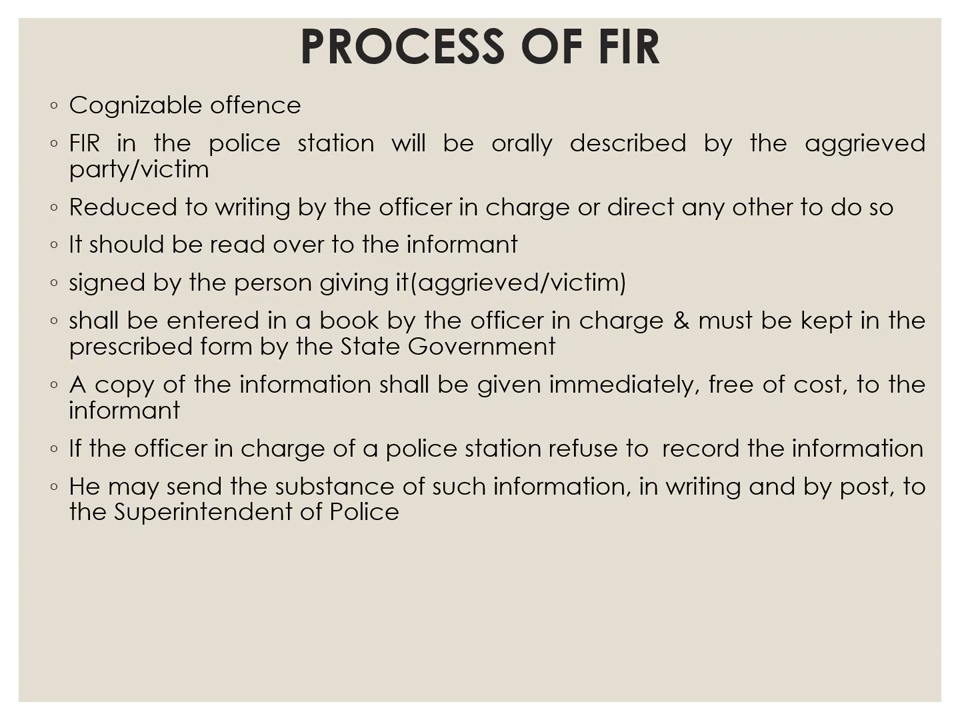 PROCESS OF FIR
◦ Cognizable offence
◦ FIR in the police station will be orally described by the aggrieved
party/victim
◦ Reduced to writing by the officer in charge or direct any other to do so
◦ It should be read over to the informant
◦ signed by the person giving it(aggrieved/victim)
◦ shall be entered in a book by the officer in charge & must be kept in the
prescribed form by the State Government
◦ A copy of the information shall be given immediately, free of cost, to the
informant
◦ If the officer in charge of a police station refuse to  record the information
◦ He may send the substance of such information, in writing and by post, to
the Superintendent of Police